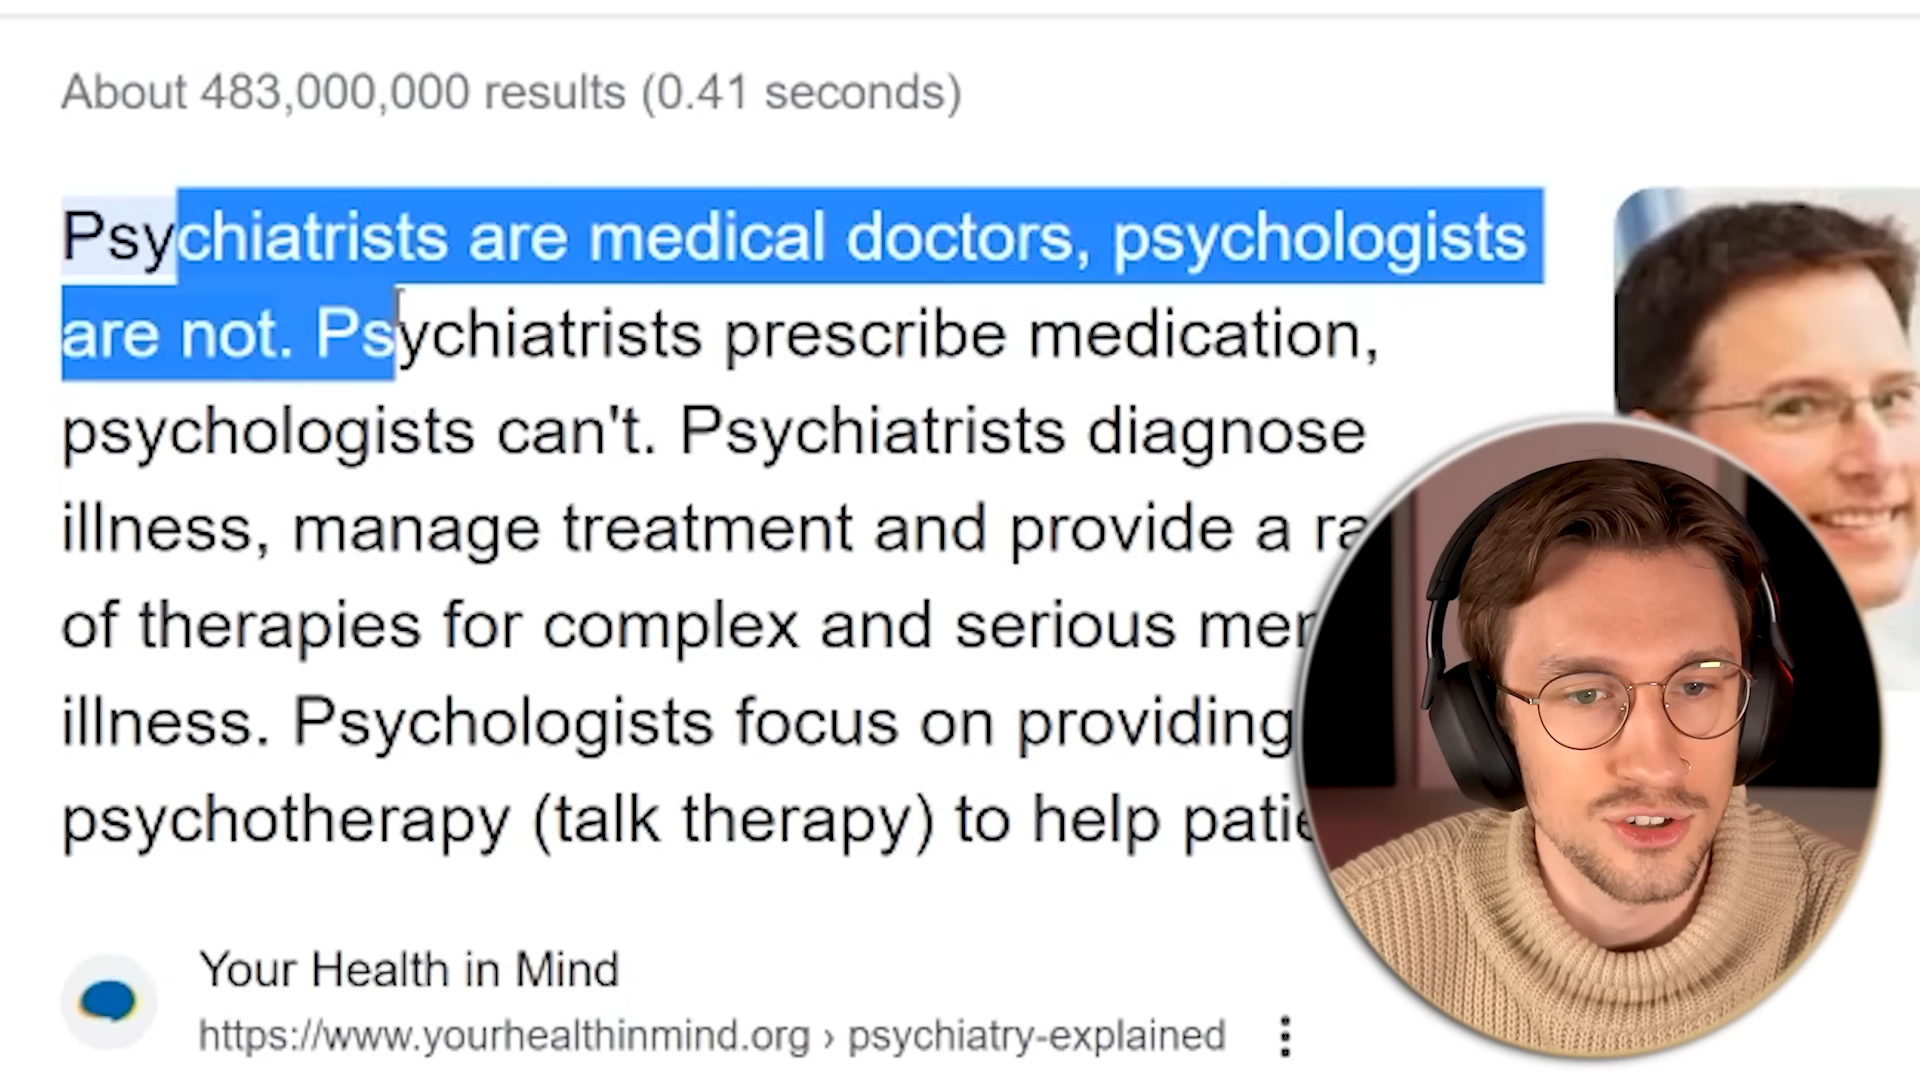 About 483,000,000 results (0.41 seconds)
Psychiatrists are medical doctors, psychologists
are not. Psychiatrists prescribe medication,
psychologists can't. Psychiatrists diagnose
illness, manage treatment and provide a
of therapies for complex and serious
illness. Psychologists focus on providing
psychotherapy (talk therapy) to help
Your Health in Mind
https://www.yourhealthinmind.org › psychiatry-explained